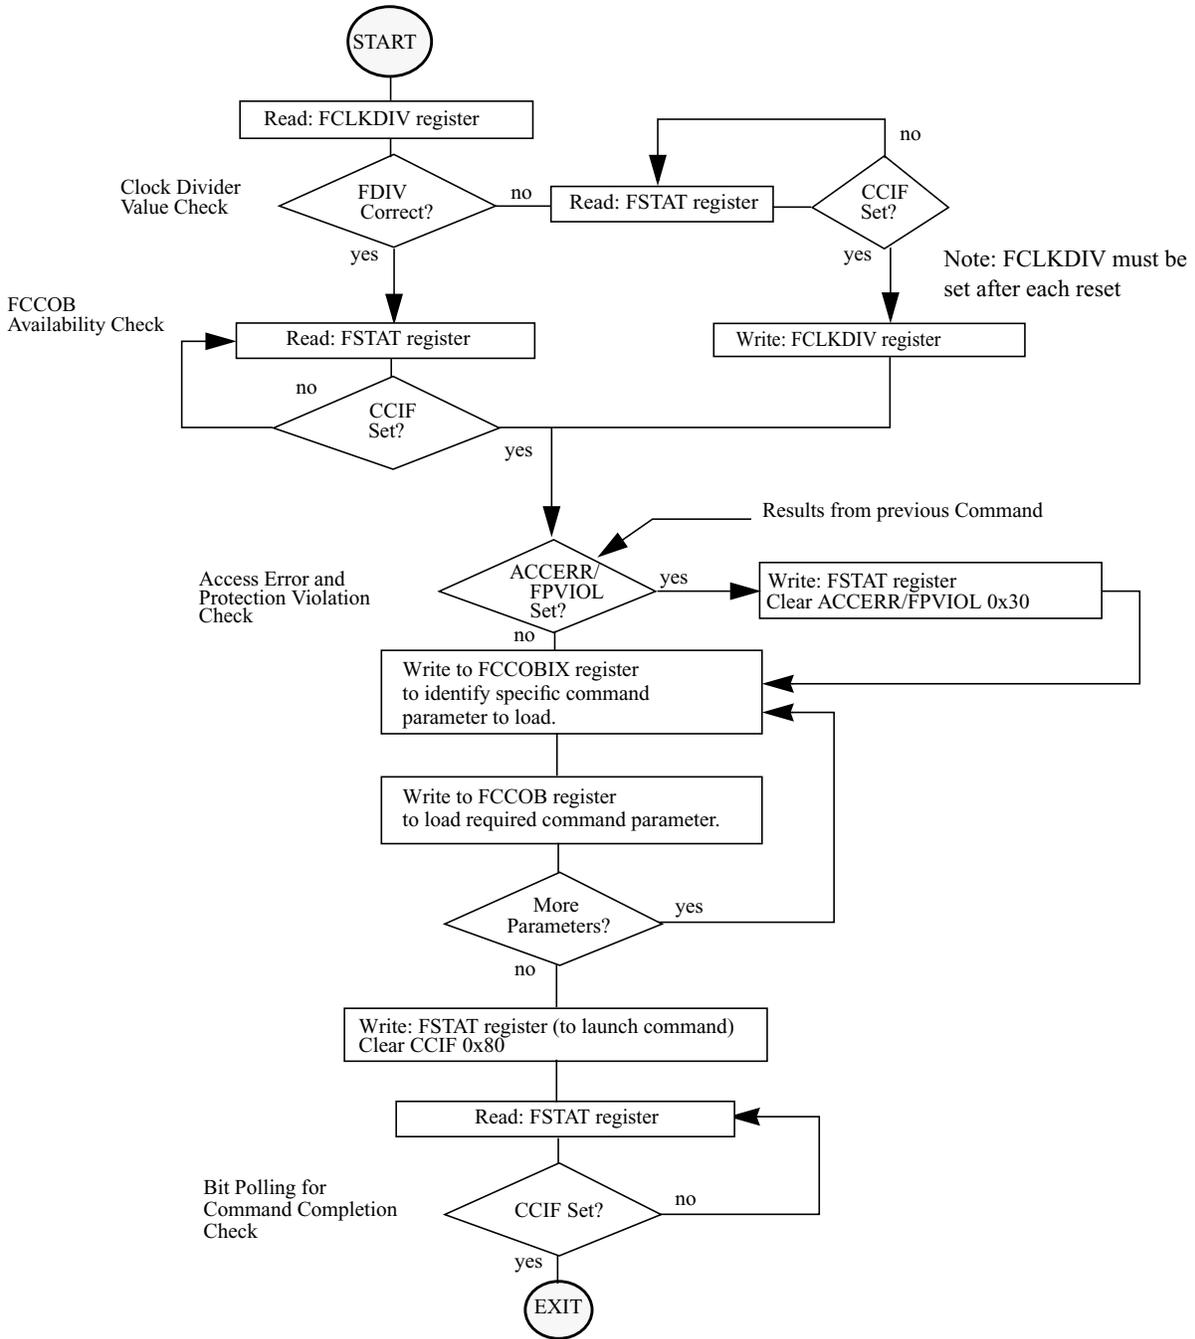 START
Read: FCLKDIV register
no
Clock Divider
Value Check
FDIV
Correct?
no
Read: FSTAT register
CCIF
Set?
yes
yes
Note: FCLKDIV must be
set after each reset
FCCOB
Availability Check
Read: FSTAT register
Write: FCLKDIV register
no
CCIF
Set?
yes
Results from previous Command
Access Error and
Protection Violation
Check
ACCERR/
FPVIOL
Set?
yes
Write: FSTAT register
Clear ACCERR/FPVIOL 0x30
no
Write to FCCOBIX register
to identify specific command
parameter to load.
Write to FCCOB register
to load required command parameter.
More
Parameters?
yes
no
Write: FSTAT register (to launch command)
Clear CCIF 0x80
Read: FSTAT register
Bit Polling for
Command Completion
Check
CCIF Set?
no
yes
EXIT